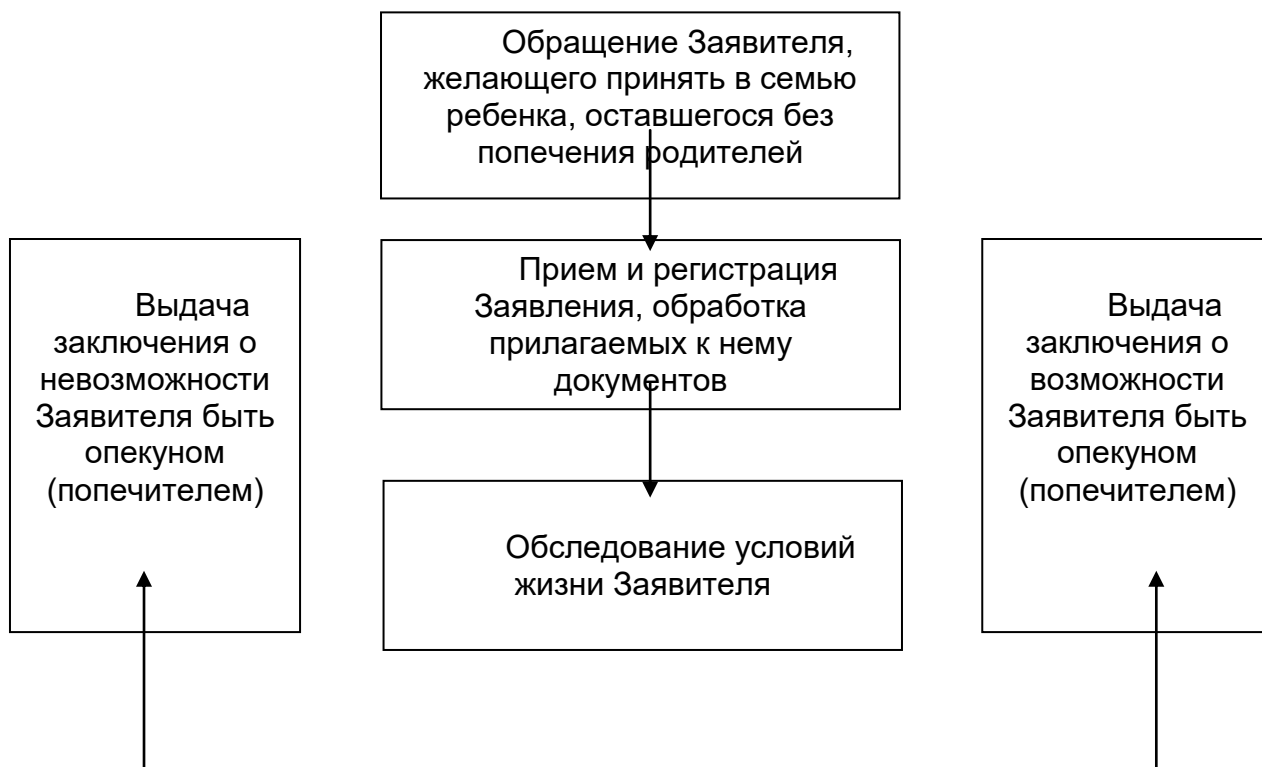 Обращение Заявителя,
желающего принять в семью
ребенка, оставшегося без
попечения родителей
Прием и регистрация
Заявления, обработка
прилагаемых к нему
документов
Выдача
заключения о
невозможности
Заявителя быть
опекуном
(попечителем)
Выдача
заключения о
возможности
Заявителя быть
опекуном
(попечителем)
Обследование условий
жизни Заявителя